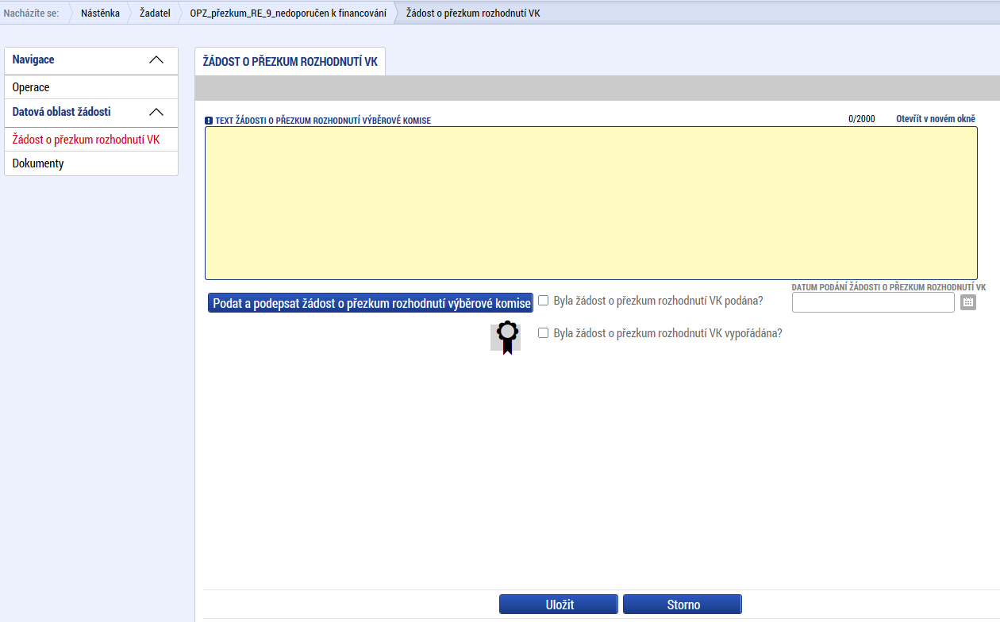 Nacházíte se: Nástěnka Žadatel OPZ_přezkum_RE_9_nedoporučen k financování Žádost o přezkum rozhodnutí VK
Navigace
Operace
Datová oblast žádosti
Žádost o přezkum rozhodnutí VK
Dokumenty
ŽÁDOST O PŘEZKUM ROZHODNUTÍ VK
TEXT ŽÁDOSTI O PŘEZKUM ROZHODNUTÍ VÝBĚROVÉ KOMISE 0/2000 Otevřít v novém okně
DATUM PODÁNÍ ŽÁDOSTI O PŘEZKUM ROZHODNUTÍ VK
Podat a podepsat žádost o přezkum rozhodnutí výběrové komise Byla žádost o přezkum rozhodnutí VK podána?
Byla žádost o přezkum rozhodnutí VK vypořádána?
Uložit Storno